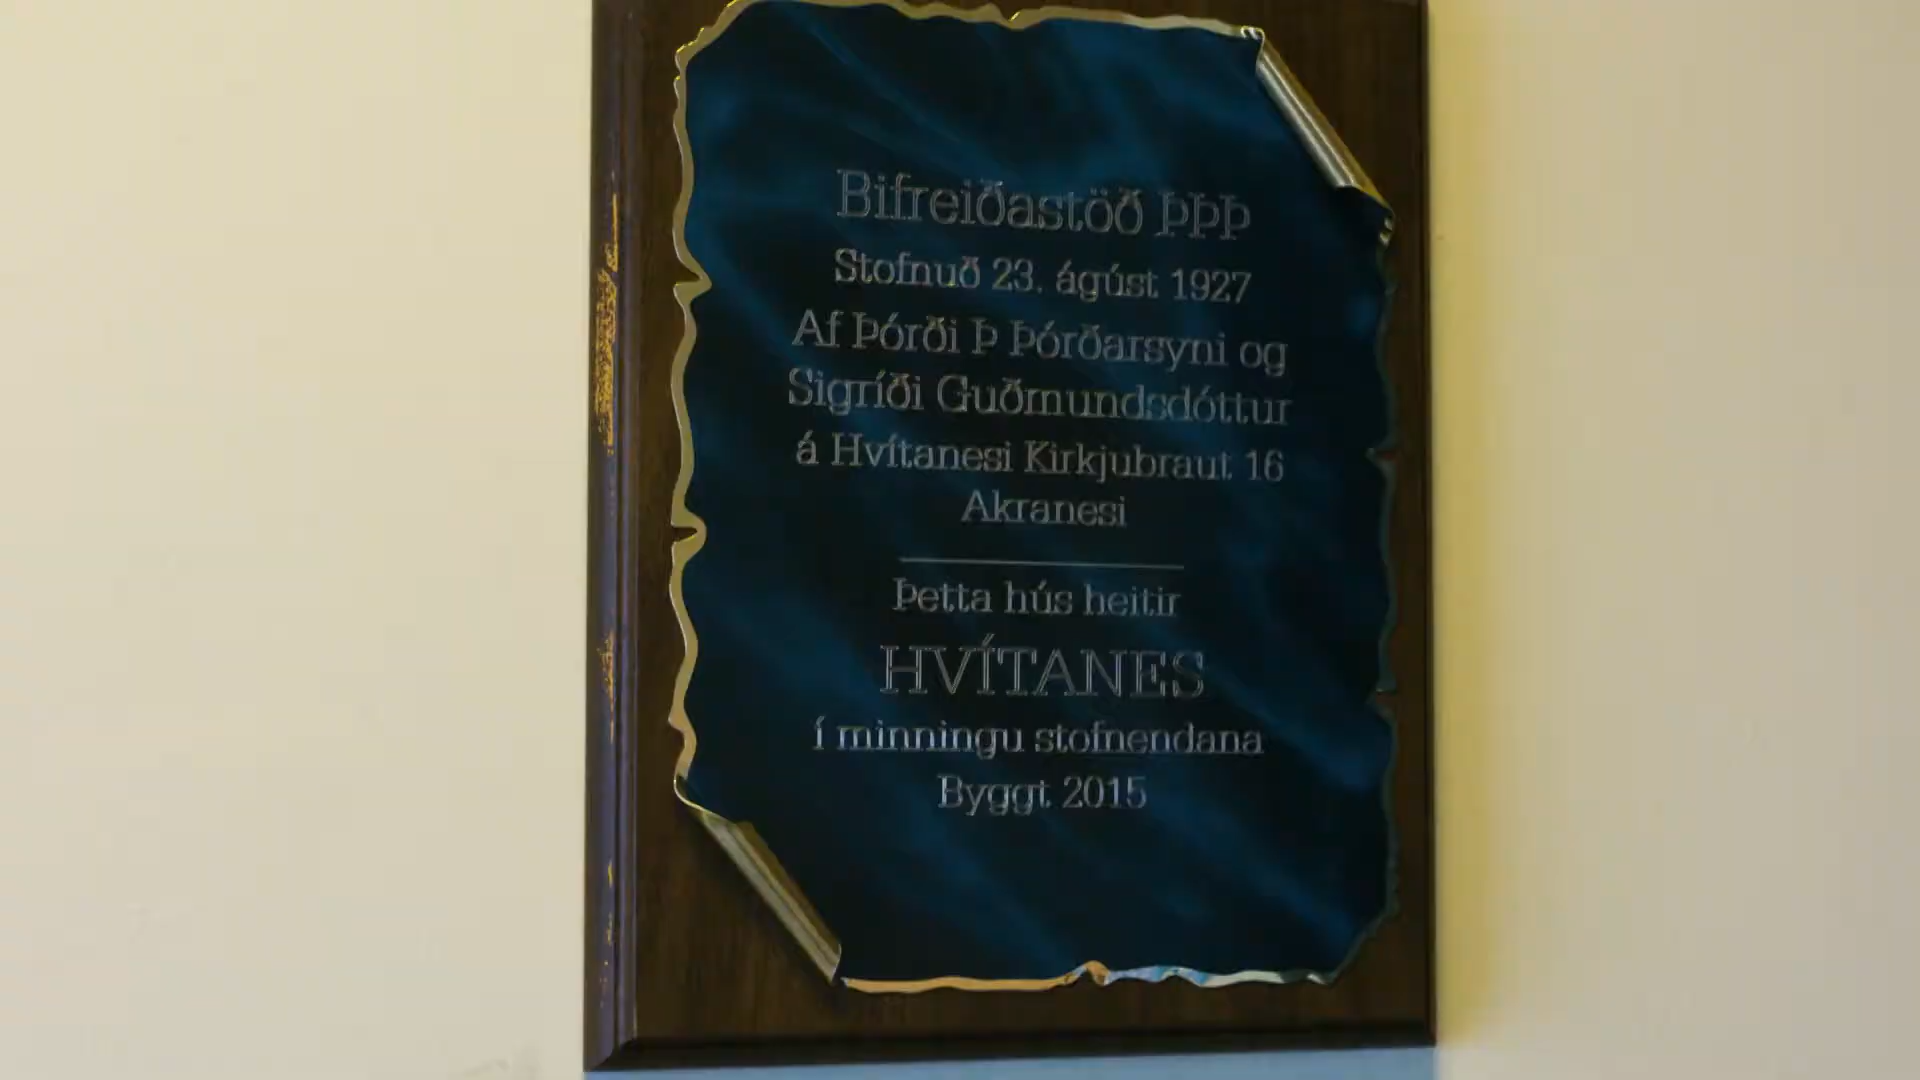 Bifreiðastöð ÞÞÞ
Stofnuð 23. ágúst 1927
Af Þórði Þ Þórðarsyni og
Sigríði Guðmundsdóttur
á Hvítanesi Kirkjubraut 16
Akranesi
Þetta hús heitir
HVÍTANES
í minningu stofnendana
Byggt 2015